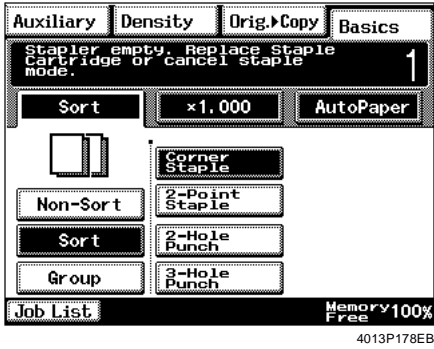 Auxiliary Density Orig.▸Copy Basics
Stapler empty. Replace Staple
Cartridge or cancel staple
mode.
1
Sort ×1.000 AutoPaper
Corner
Staple
Non-Sort
2-Point
Staple
Sort
2-Hole
Punch
Group
3-Hole
Punch
Job List
Memory
Free
100%
4013P178EB